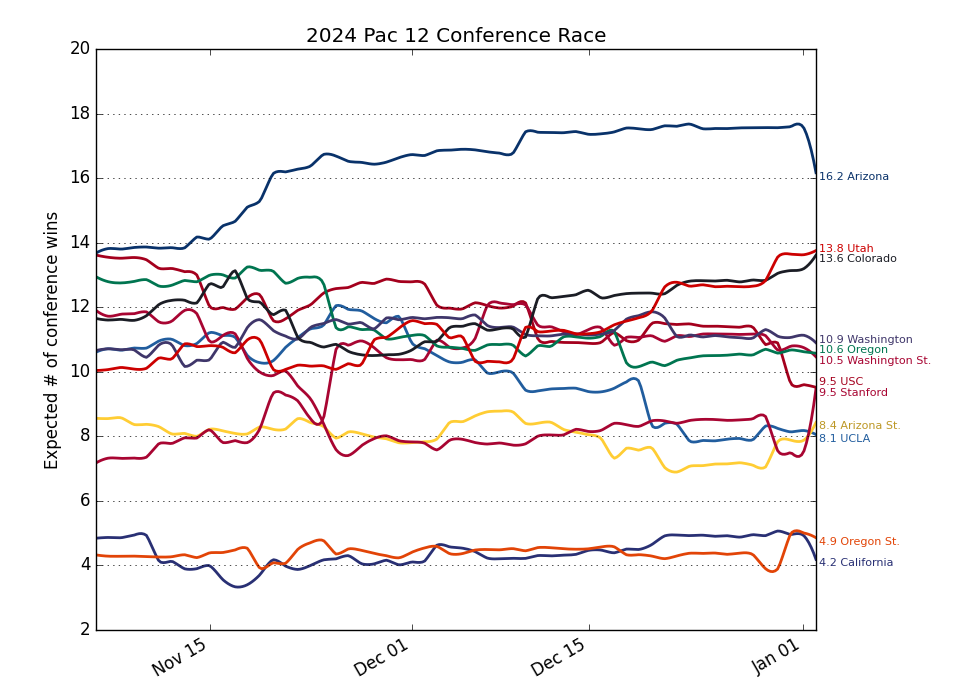 2024 Pac 12 Conference Race
Expected # of conference wins
20
18
16
14
12
10
8
6
4
2
Nov 15
Dec 01
Dec 15
Jan 01
16.2 Arizona
13.8 Utah
13.6 Colorado
10.9 Washington
10.6 Oregon
10.5 Washington St.
9.5 USC
9.5 Stanford
8.4 Arizona St.
8.1 UCLA
4.9 Oregon St.
4.2 California